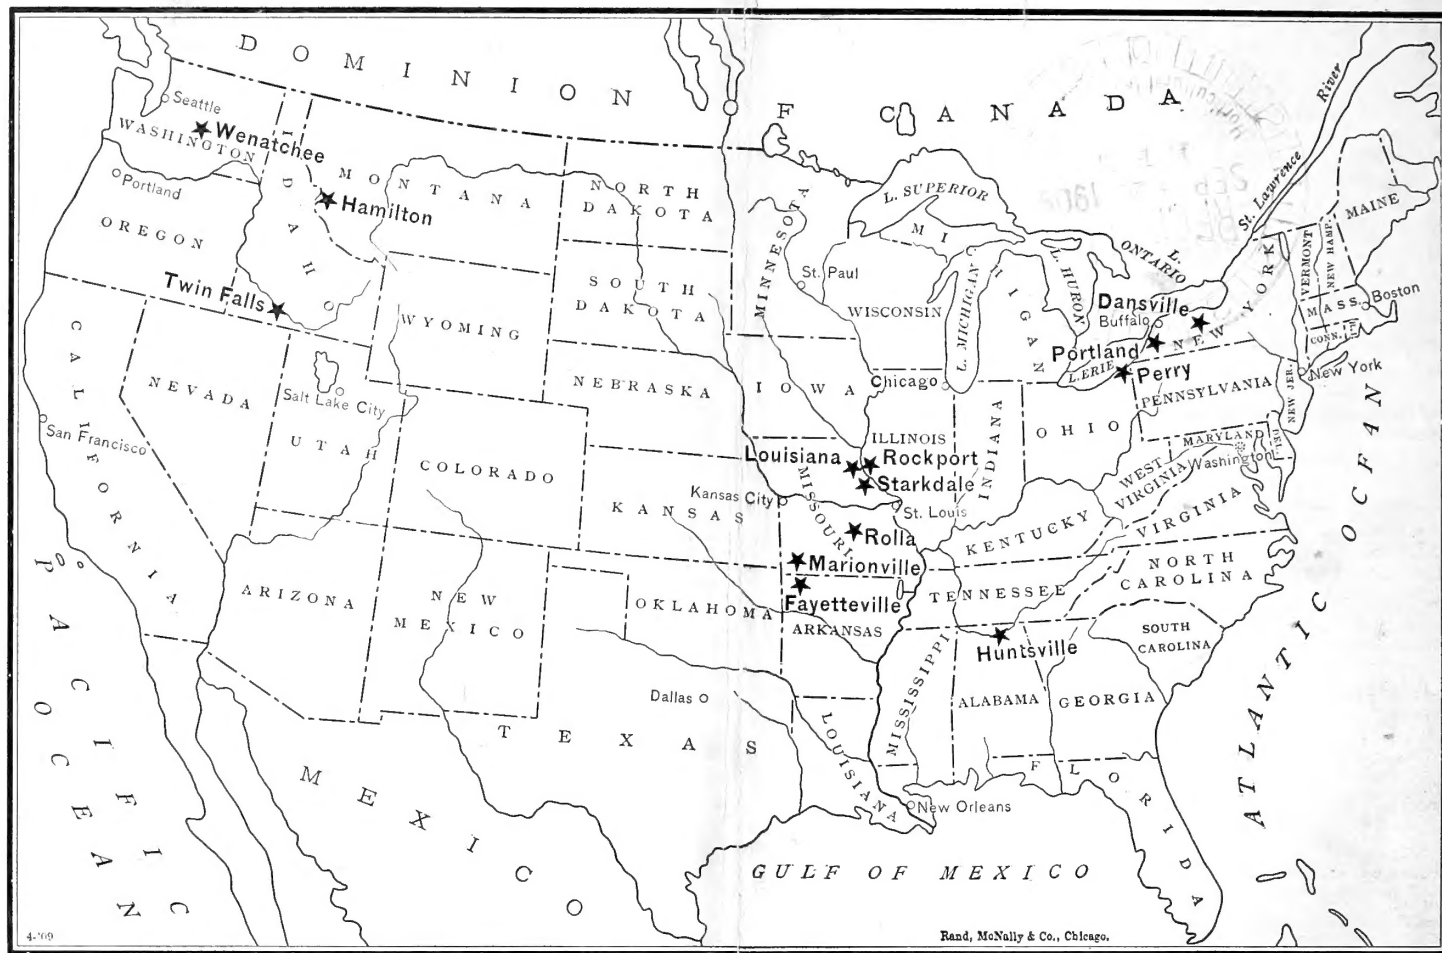 DOMINION OF CANADA
Seattle
WASHINGTON
Wenatchee
Portland
OREGON
IDAHO
MONTANA
Hamilton
Twin Falls
NORTH
DAKOTA
SOUTH
DAKOTA
MINNESOTA
St. Paul
WISCONSIN
L. SUPERIOR
MICHIGAN
L. MICHIGAN
L. HURON
L.
ONTARIO
L. ERIE
St. Lawrence River
MAINE
VERMONT
NEW HAMP.
MASS.
Boston
CONN.
NEW YORK
Dansville
Buffalo
Portland
Perry
New York
PENNSYLVANIA
NEW JER.
MARYLAND
Washington
WEST
VIRGINIA
VIRGINIA
OHIO
INDIANA
ILLINOIS
Chicago
IOWA
NEBRASKA
WYOMING
NEVADA
Salt Lake City
UTAH
CALIFORNIA
San Francisco
COLORADO
KANSAS
Kansas City
MISSOURI
Louisiana
Rockport
Starkdale
St. Louis
Rolla
Marionville
Fayetteville
ARKANSAS
KENTUCKY
TENNESSEE
NORTH
CAROLINA
SOUTH
CAROLINA
Huntsville
MISSISSIPPI
ALABAMA
GEORGIA
FLORIDA
ARIZONA
NEW
MEXICO
OKLAHOMA
Dallas
TEXAS
LOUISIANA
New Orleans
MEXICO
GULF OF MEXICO
PACIFIC
OCEAN
ATLANTIC OCEAN
4-'09
Rand, McNally & Co., Chicago.